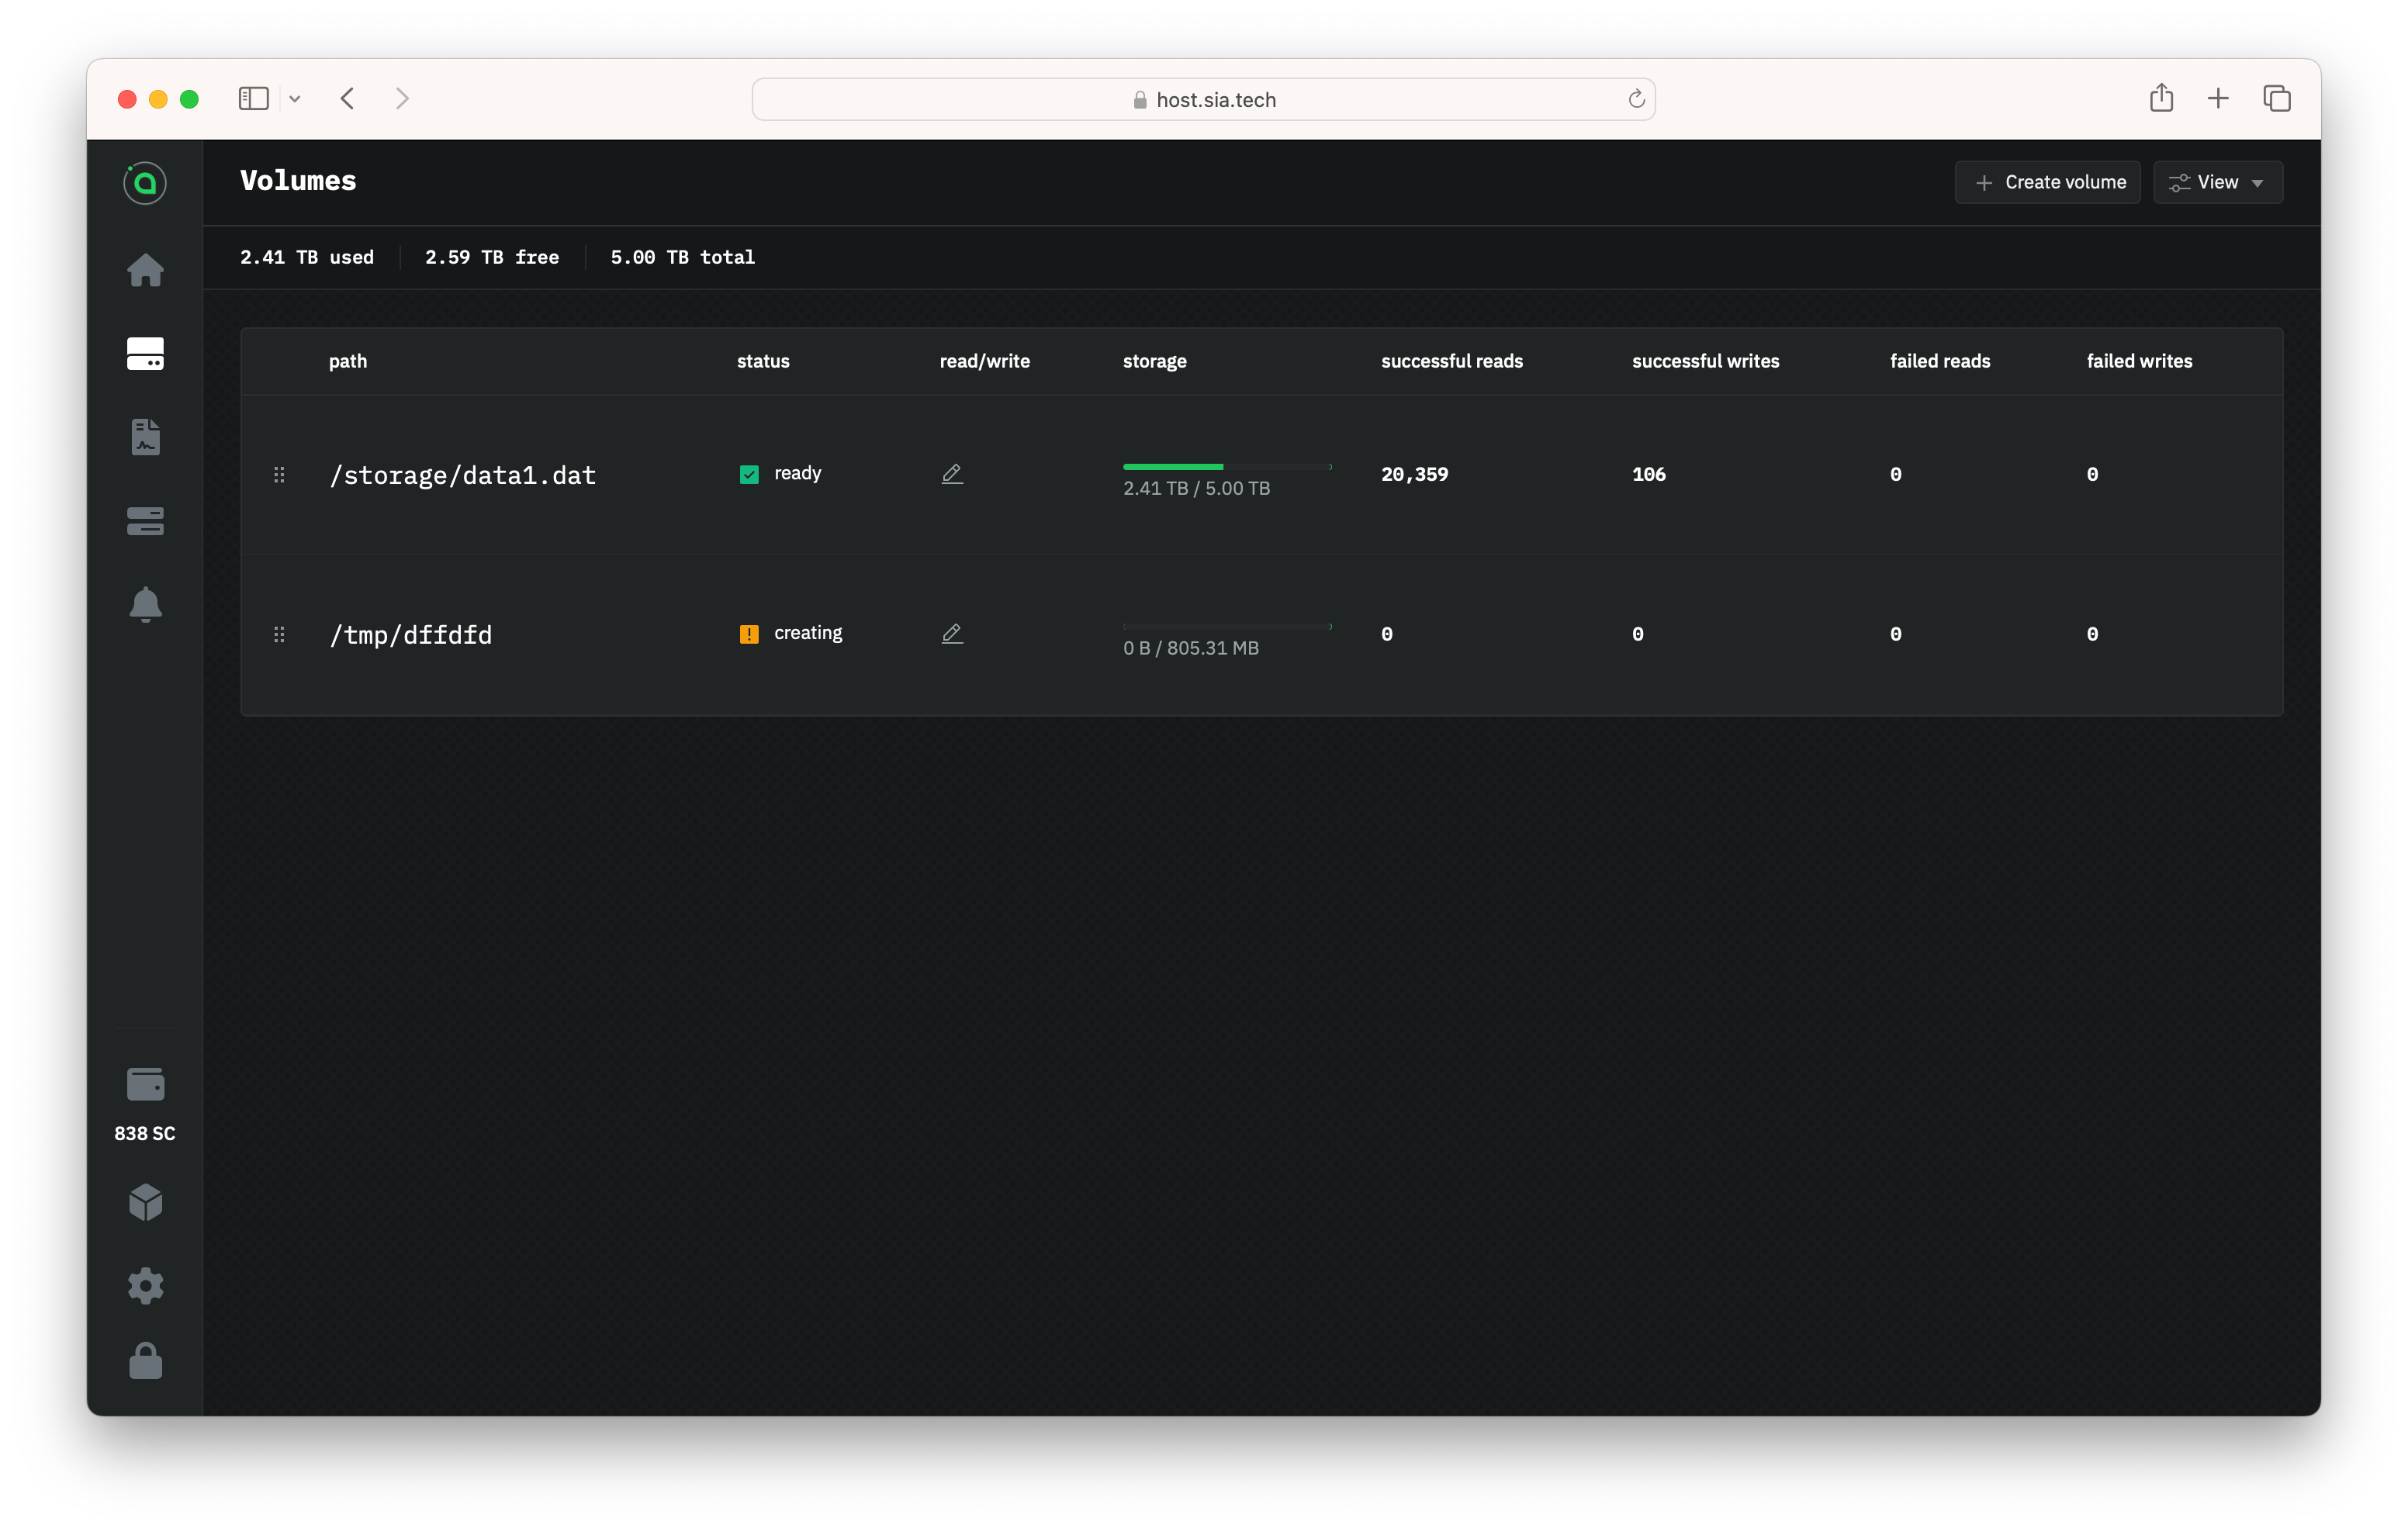 host.sia.tech
Volumes
Create volume
View
2.41 TB used
2.59 TB free
5.00 TB total
path status read/write storage successful reads successful writes failed reads failed writes
/storage/data1.dat ready 20,359 106 0 0
2.41 TB / 5.00 TB
/tmp/dffdfd creating 0 0 0 0
0 B / 805.31 MB
838 SC